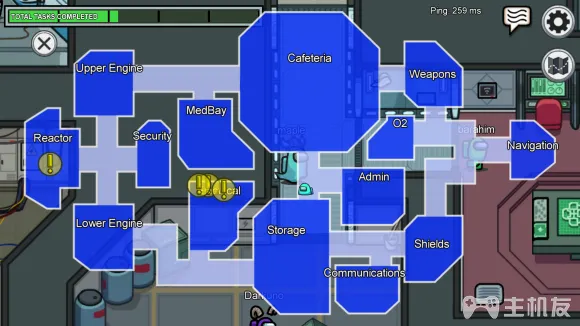 TOTAL TASKS COMPLETED
Ping: 259 ms
Cafeteria
Upper Engine
Weapons
MedBay
O2
Reactor
Security
Navigation
Admin
Lower Engine
Storage
Shields
Communications
主机友